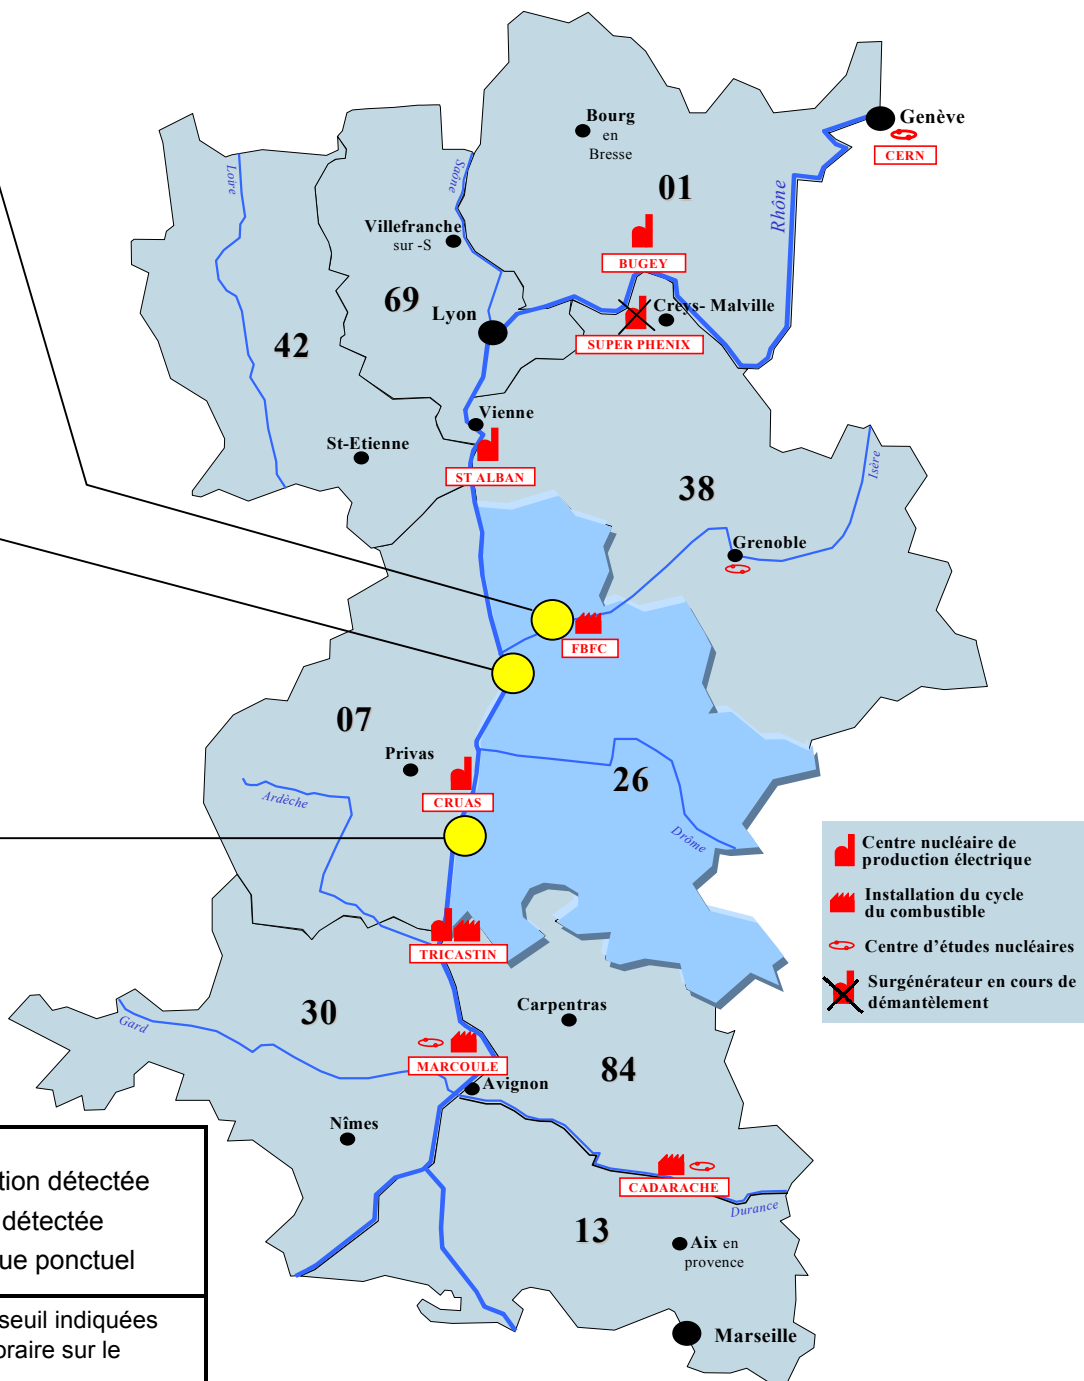 Genève
CERN
Bourg
en
Bresse
01
Rhône
Loire
Saône
Villefranche
sur -S
BUGEY
69
Lyon
Creys- Malville
SUPER PHENIX
42
Vienne
St-Etienne
ST ALBAN
38
Isère
Grenoble
FBFC
07
Privas
26
CRUAS
Ardèche
Drôme
Centre nucléaire de
production électrique
Installation du cycle
du combustible
Centre d'études nucléaires
Surgénérateur en cours de
démantèlement
TRICASTIN
Carpentras
30
Gard
MARCOULE
84
Avignon
Nîmes
CADARACHE
Durance
13
Aix en
provence
Marseille
tion détectée
détectée
ue ponctuel
seuil indiquées
oraire sur le